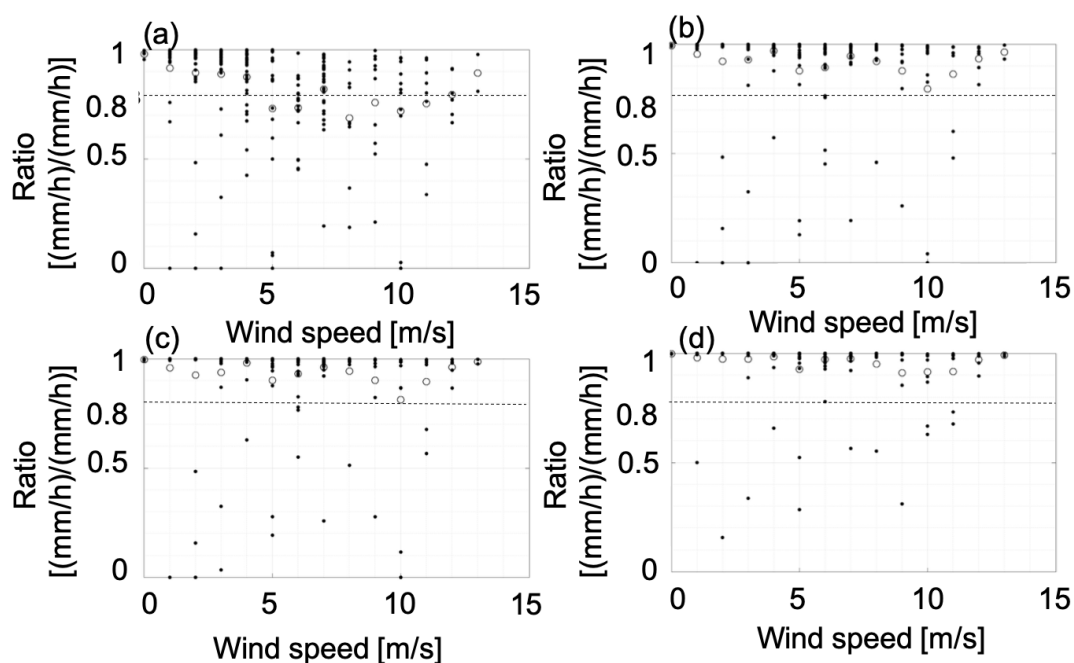 (a)
1
0.8
0.5
0
Ratio
[(mm/h)/(mm/h)]
0 5 10 15
Wind speed [m/s]
(b)
1
0.8
0.5
0
Ratio
[(mm/h)/(mm/h)]
0 5 10 15
Wind speed [m/s]
(c)
1
0.8
0.5
0
Ratio
[(mm/h)/(mm/h)]
0 5 10 15
Wind speed [m/s]
(d)
1
0.8
0.5
0
Ratio
[(mm/h)/(mm/h)]
0 5 10 15
Wind speed [m/s]